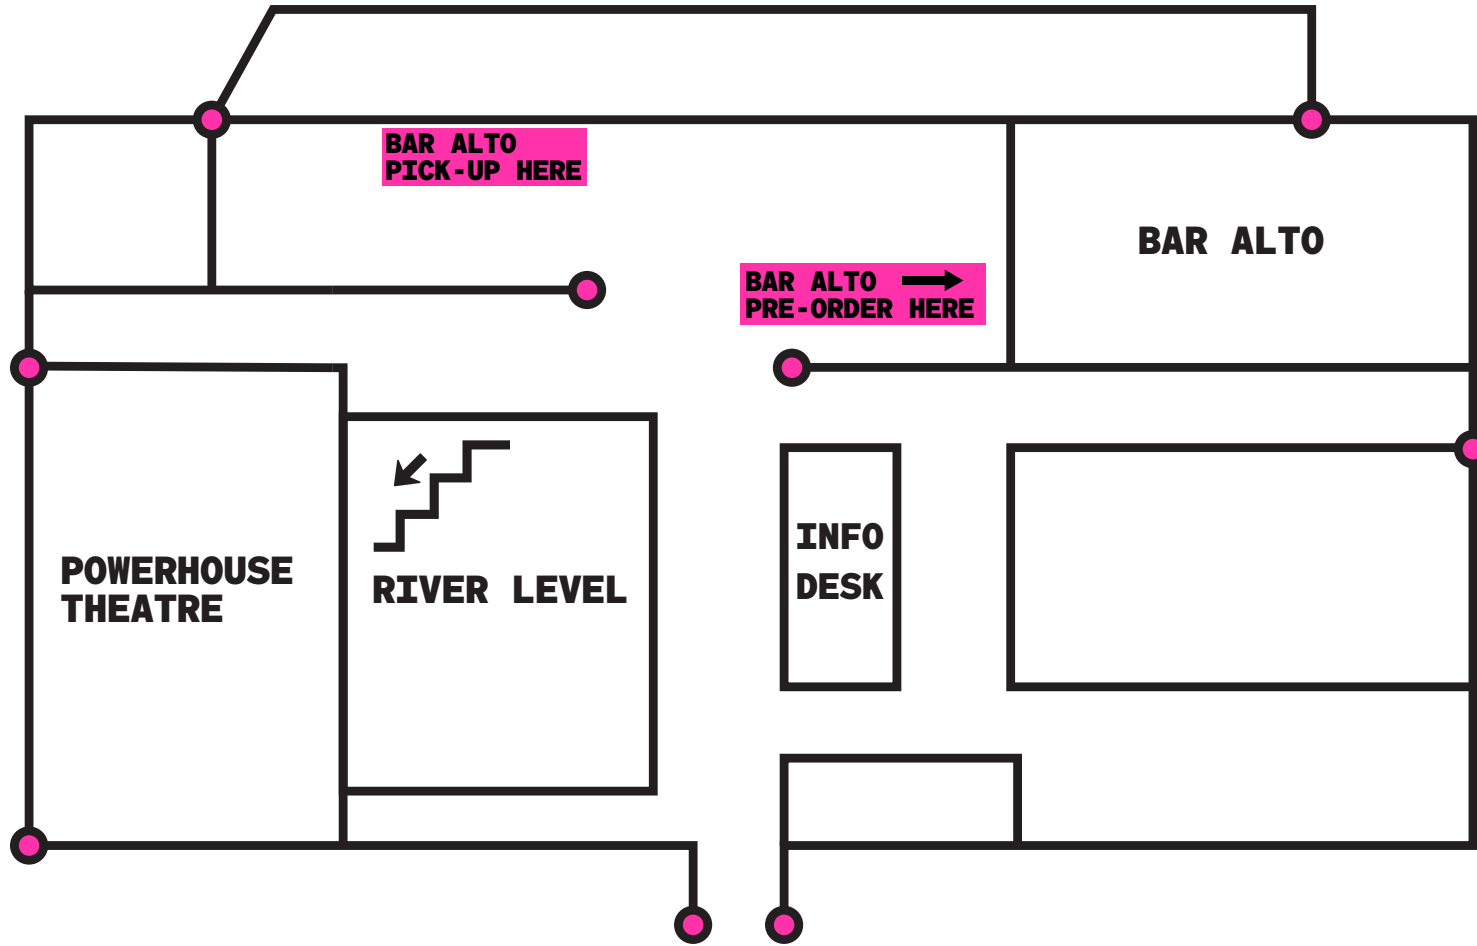 BAR ALTO
PICK-UP HERE
BAR ALTO
BAR ALTO
PRE-ORDER HERE
INFO
DESK
POWERHOUSE
THEATRE
RIVER LEVEL